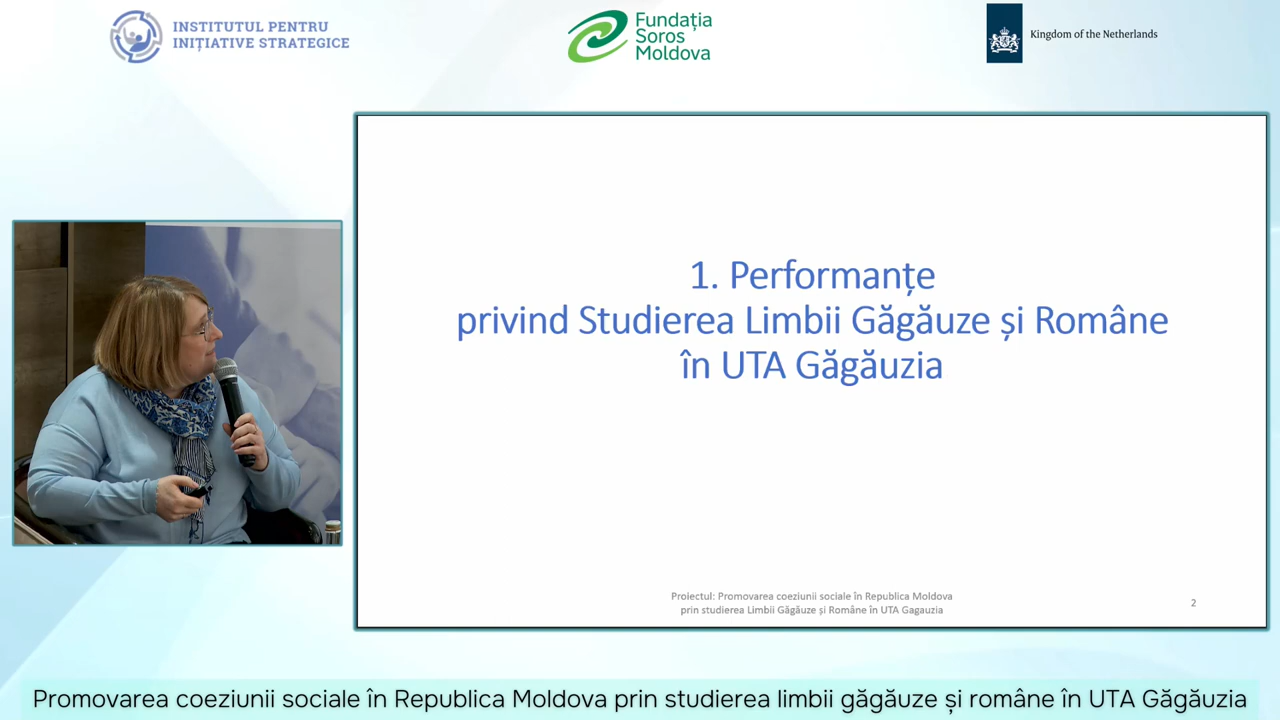 INSTITUTUL PENTRU
INIȚIATIVE STRATEGICE
Fundația
Soros
Moldova
Kingdom of the Netherlands
1. Performanțe
privind Studierea Limbii Găgăuze și Române
în UTA Găgăuzia
Proiectul: Promovarea coeziunii sociale în Republica Moldova
prin studierea Limbii Găgăuze și Române în UTA Gagauzia
2
Promovarea coeziunii sociale în Republica Moldova prin studierea limbii găgăuze și române în UTA Găgăuzia